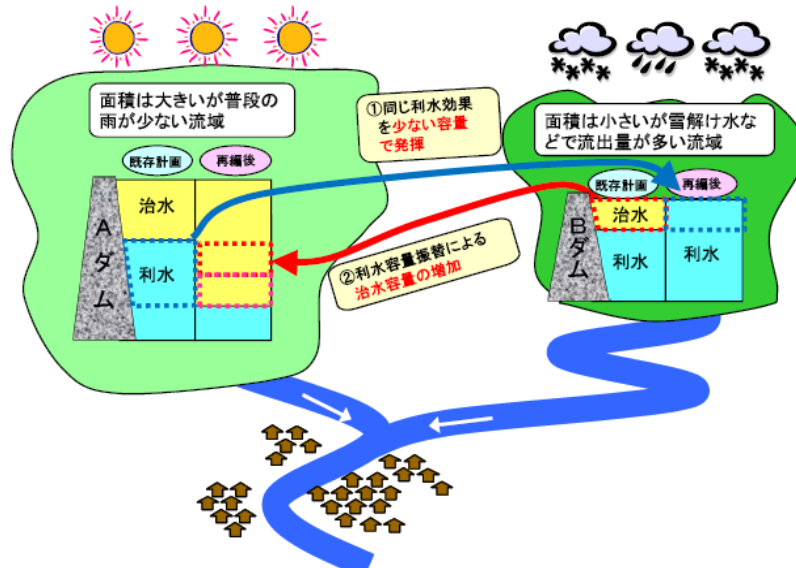 面積は大きいが普段の
雨が少ない流域
既存計画
再編後
Aダム
治水
利水
①同じ利水効果
を少ない容量
で発揮
②利水容量振替による
治水容量の増加
面積は小さいが雪解け水な
どで流出量が多い流域
既存計画
再編後
Bダム
治水
利水
利水